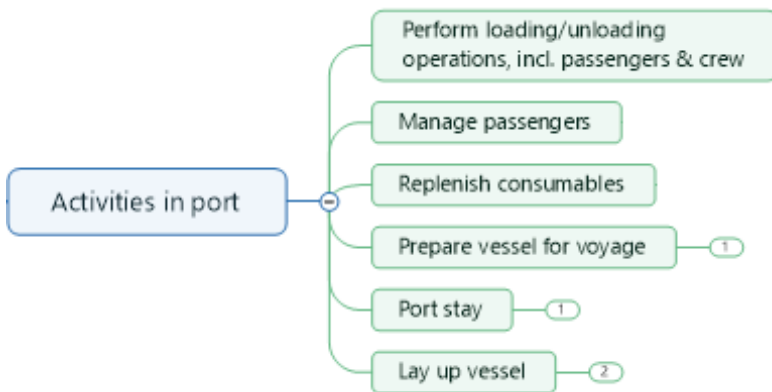 Perform loading/unloading
operations, incl. passengers & crew
Manage passengers
Activities in port
Replenish consumables
Prepare vessel for voyage
1
Port stay
1
Lay up vessel
2